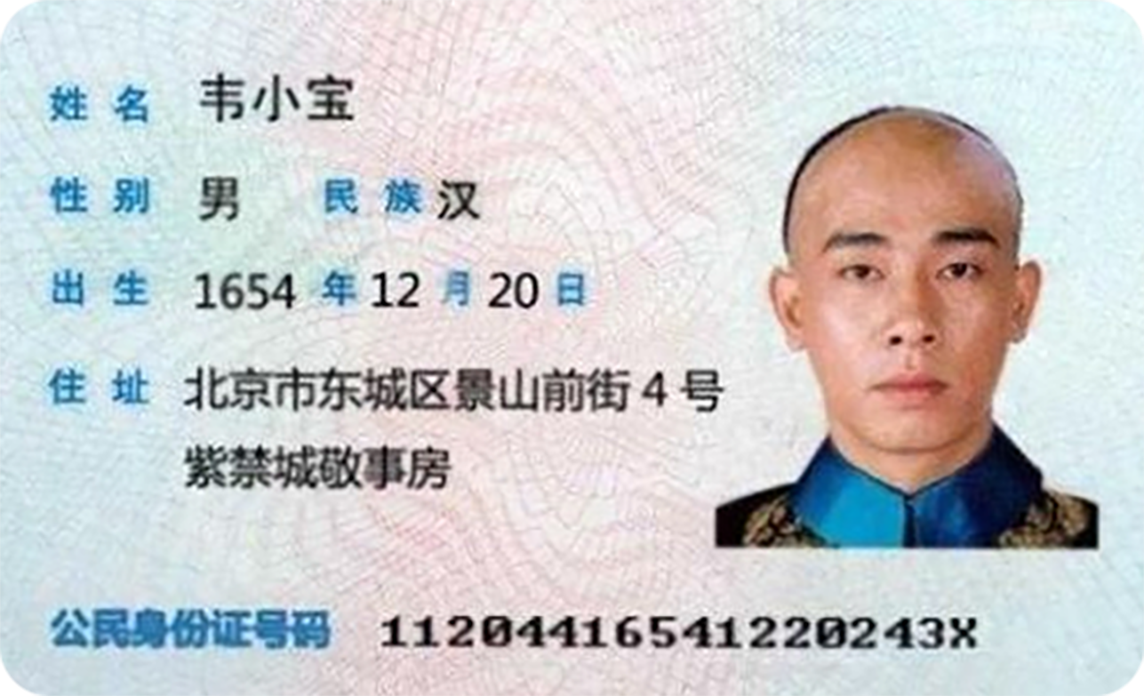 姓名 韦小宝
性别 男 民族 汉
出生 1654 年 12 月 20 日
住址 北京市东城区景山前街 4 号
紫禁城敬事房
公民身份证号码 11204416541220243X